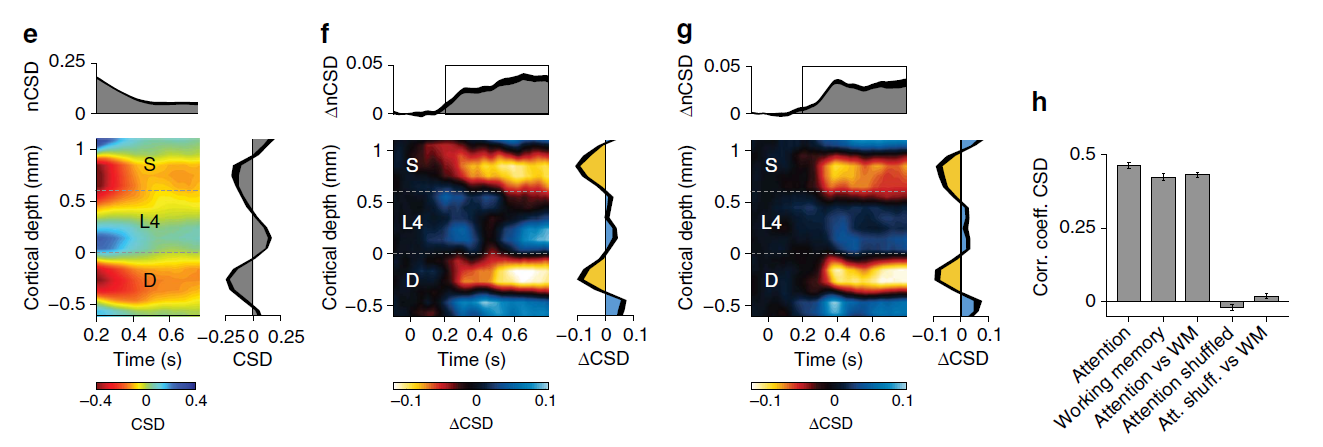 e
nCSD
0.25
0
Cortical depth (mm)
1
0.5
0
−0.5
S
L4
D
0.2 0.4 0.6
Time (s)
−0.25 0 0.25
CSD
−0.4 0 0.4
CSD
f
ΔnCSD
0.05
0
Cortical depth (mm)
1
0.5
0
−0.5
S
L4
D
0 0.2 0.4 0.6
Time (s)
−0.1 0 0.1
ΔCSD
−0.1 0 0.1
ΔCSD
g
ΔnCSD
0.05
0
Cortical depth (mm)
1
0.5
0
−0.5
S
L4
D
0 0.2 0.4 0.6
Time (s)
−0.1 0 0.1
ΔCSD
−0.1 0 0.1
ΔCSD
h
Corr. coeff. CSD
0.5
0.25
0
Attention
Working memory
Attention vs WM
Attention shuffled
Att. shuff. vs WM